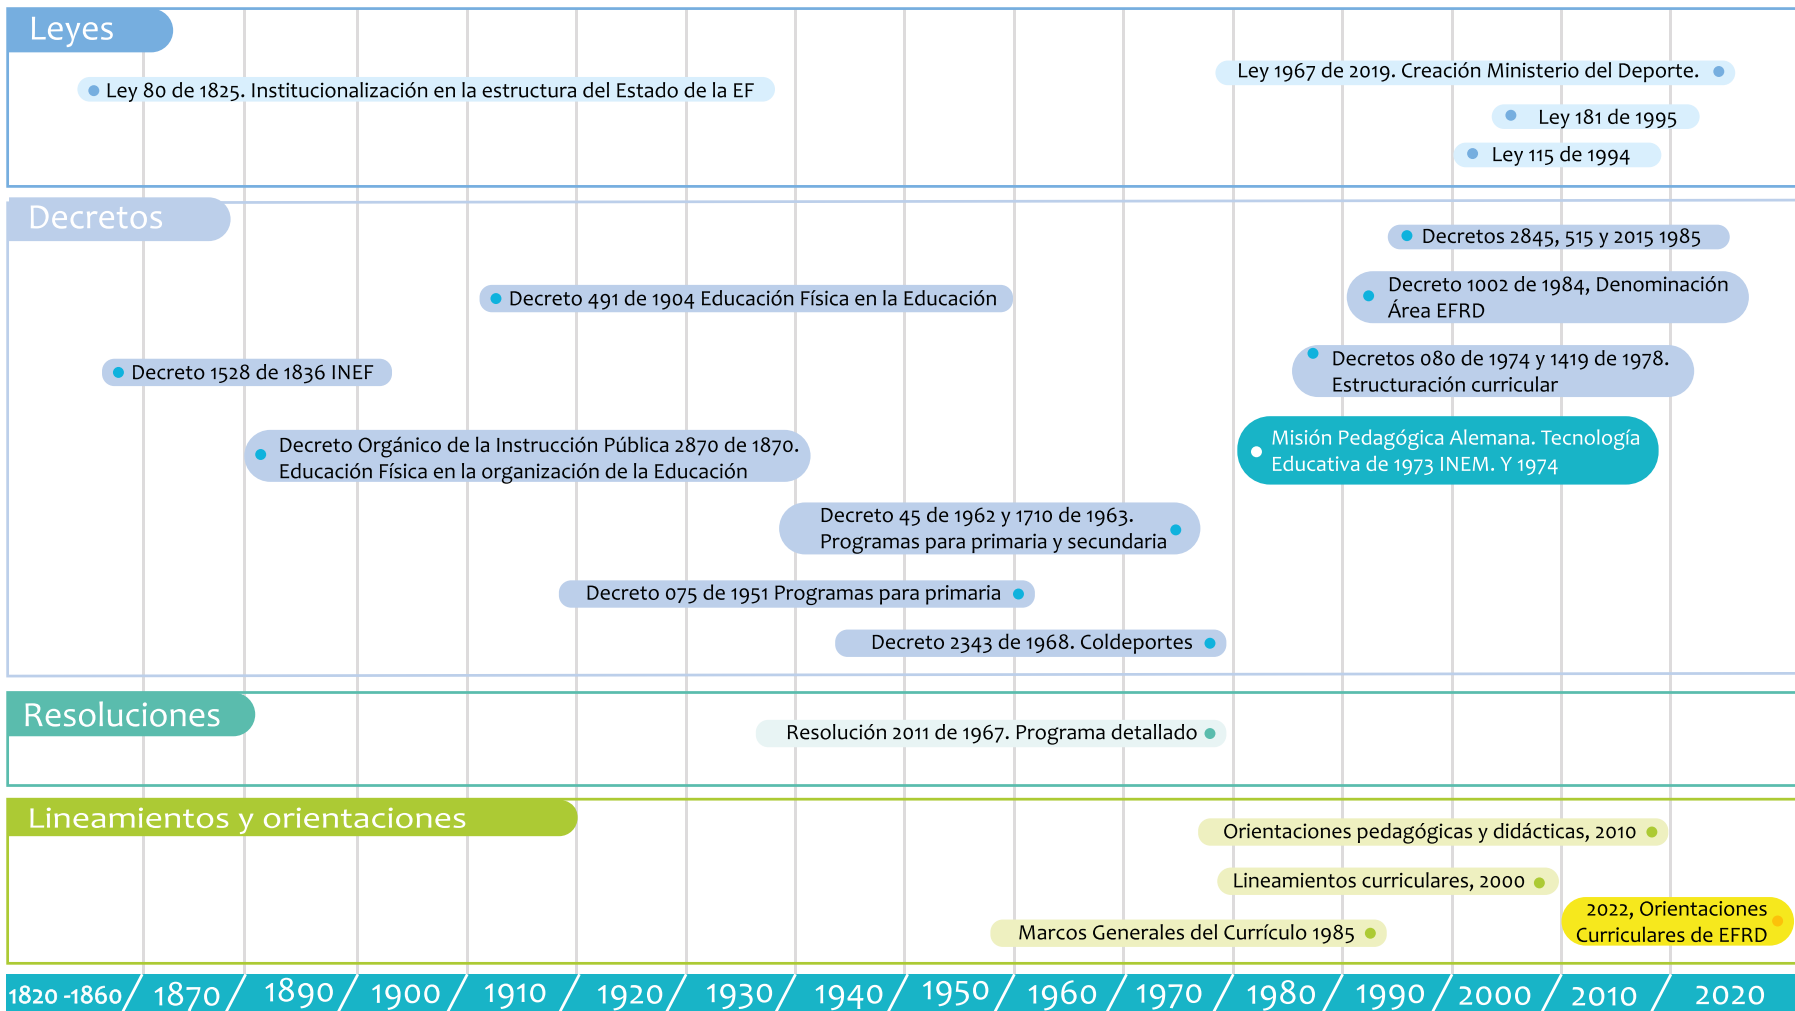 Leyes
Ley 80 de 1825. Institucionalización en la estructura del Estado de la EF
Ley 1967 de 2019. Creación Ministerio del Deporte.
Ley 181 de 1995
Ley 115 de 1994
Decretos
Decretos 2845, 515 y 2015 1985
Decreto 491 de 1904 Educación Física en la Educación
Decreto 1002 de 1984, Denominación
Área EFRD
Decreto 1528 de 1836 INEF
Decretos 080 de 1974 y 1419 de 1978.
Estructuración curricular
Decreto Orgánico de la Instrucción Pública 2870 de 1870.
Educación Física en la organización de la Educación
Misión Pedagógica Alemana. Tecnología
Educativa de 1973 INEM. Y 1974
Decreto 45 de 1962 y 1710 de 1963.
Programas para primaria y secundaria
Decreto 075 de 1951 Programas para primaria
Decreto 2343 de 1968. Coldeportes
Resoluciones
Resolución 2011 de 1967. Programa detallado
Lineamientos y orientaciones
Orientaciones pedagógicas y didácticas, 2010
Lineamientos curriculares, 2000
2022, Orientaciones
Curriculares de EFRD
Marcos Generales del Currículo 1985
1820 -1860 / 1870 / 1890 / 1900 / 1910 / 1920 / 1930 / 1940 / 1950 / 1960 / 1970 / 1980 / 1990 / 2000 / 2010 / 2020